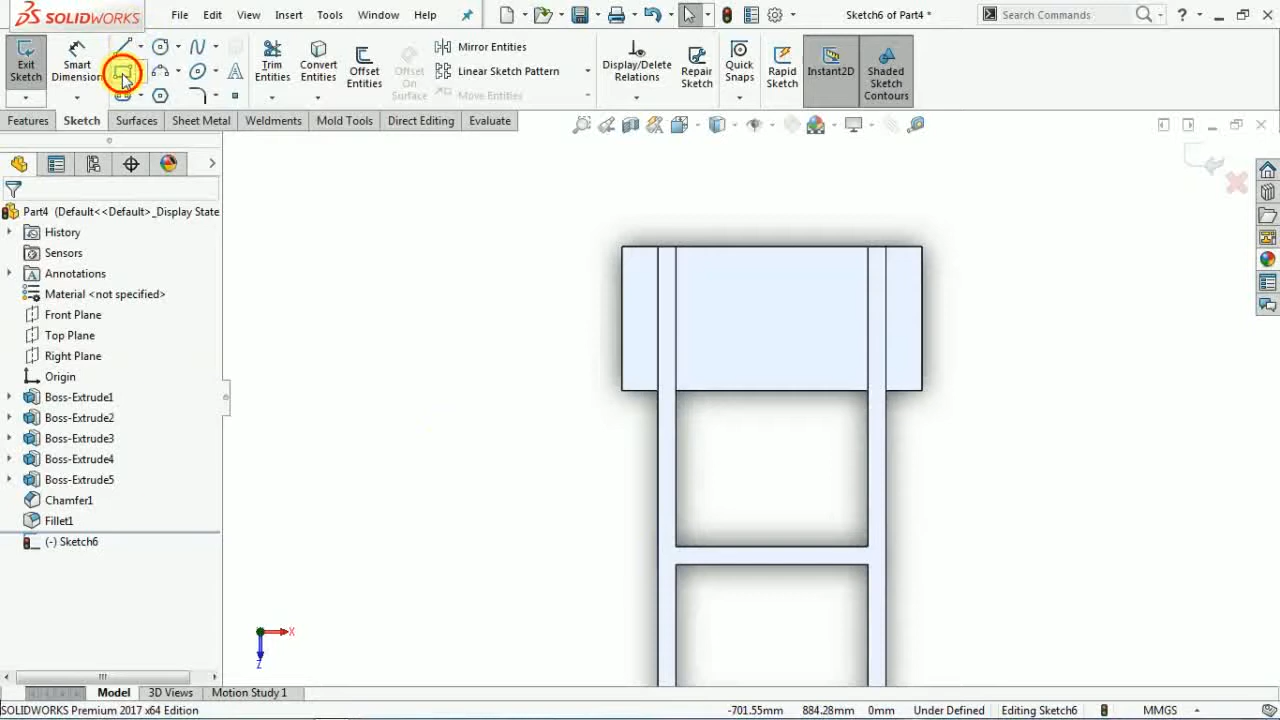 SOLIDWORKS File Edit View Insert Tools Window Help Sketch6 of Part4 * Search Commands ?
Exit Sketch
Smart Dimension
Trim Entities
Convert Entities
Offset Entities
Offset On Surface
Mirror Entities
Linear Sketch Pattern
Move Entities
Display/Delete Relations
Repair Sketch
Quick Snaps
Rapid Sketch
Instant2D
Shaded Sketch Contours
Features Sketch Surfaces Sheet Metal Weldments Mold Tools Direct Editing Evaluate
Part4 (Default<<Default>_Display State
History
Sensors
Annotations
Material <not specified>
Front Plane
Top Plane
Right Plane
Origin
Boss-Extrude1
Boss-Extrude2
Boss-Extrude3
Boss-Extrude4
Boss-Extrude5
Chamfer1
Fillet1
(-) Sketch6
X
Z
Model 3D Views Motion Study 1
SOLIDWORKS Premium 2017 x64 Edition -701.55mm 884.28mm 0mm Under Defined Editing Sketch6 MMGS